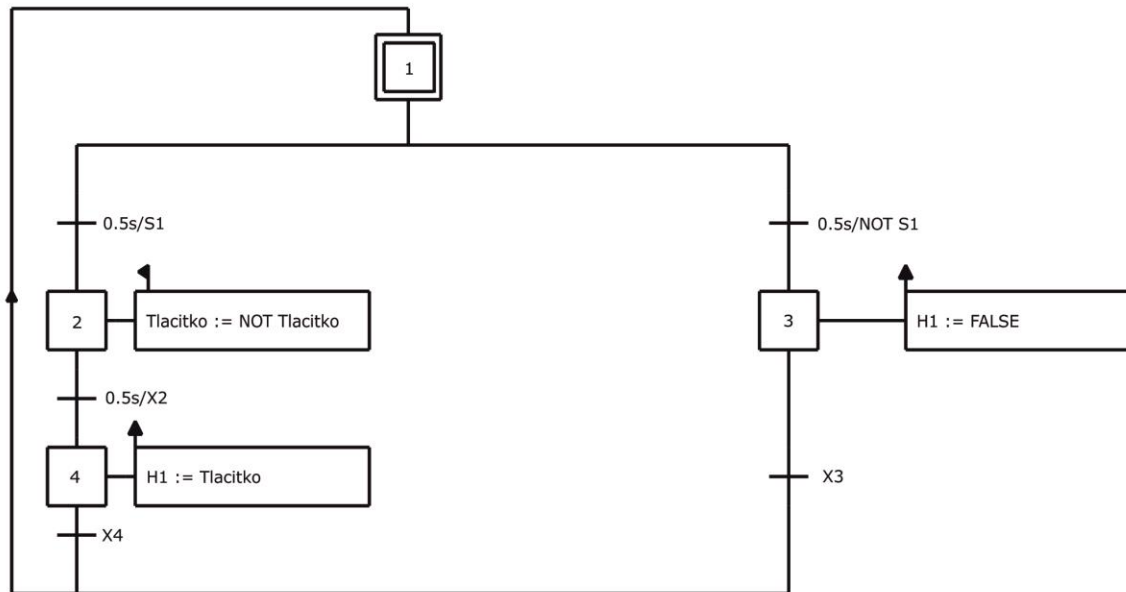 1
0.5s/S1
0.5s/NOT S1
2
Tlacitko := NOT Tlacitko
3
H1 := FALSE
0.5s/X2
4
H1 := Tlacitko
X3
X4